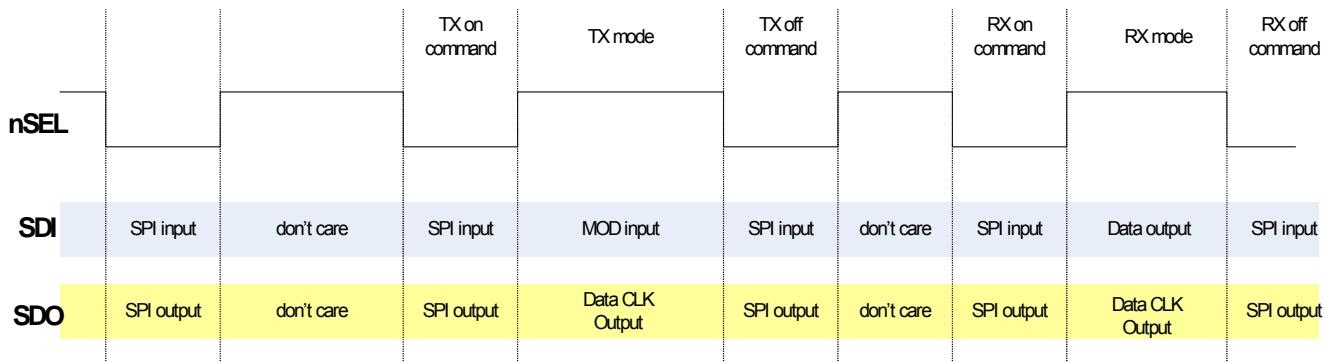 TX on command TX mode TX off command RX on command RX mode RX off command
nSEL
SDI SPI input don't care SPI input MOD input SPI input don't care SPI input Data output SPI input
SDO SPI output don't care SPI output Data CLK Output SPI output don't care SPI output Data CLK Output SPI output